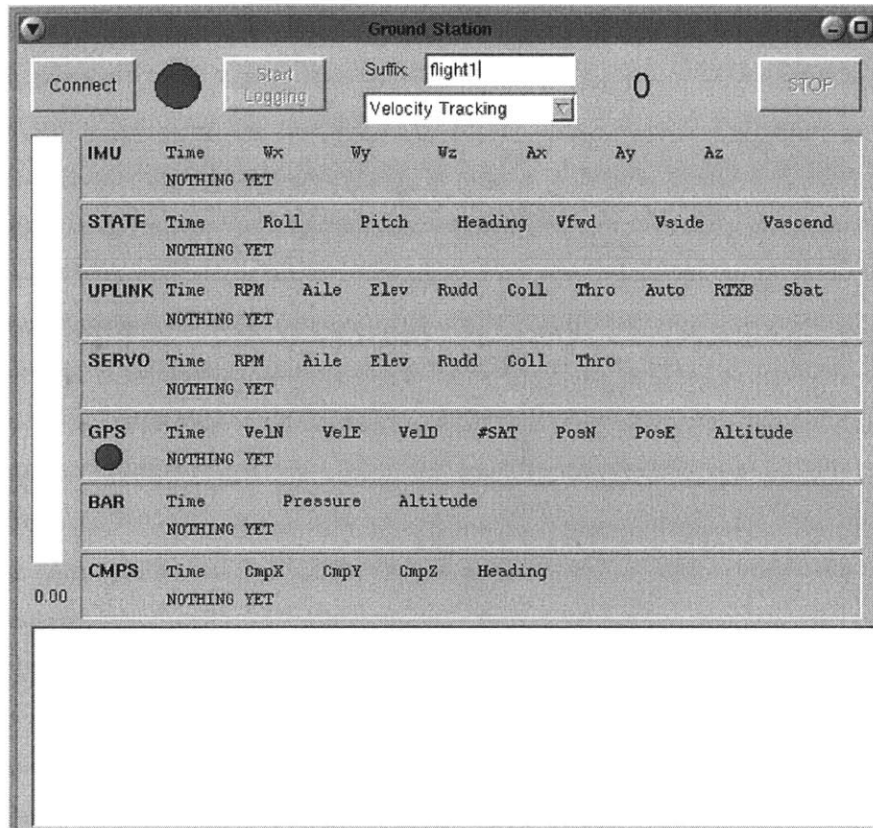 Ground Station
Connect Start Logging Suffix: flight1 0 STOP
Velocity Tracking
IMU Time Wx Wy Wz Ax Ay Az
NOTHING YET
STATE Time Roll Pitch Heading Vfwd Vside Vascend
NOTHING YET
UPLINK Time RPM Aile Elev Rudd Coll Thro Auto RTXB Sbat
NOTHING YET
SERVO Time RPM Aile Elev Rudd Coll Thro
NOTHING YET
GPS Time VelN VelE VelD #SAT PosN PosE Altitude
NOTHING YET
BAR Time Pressure Altitude
NOTHING YET
CMPS Time CmpX CmpY CmpZ Heading
0.00 NOTHING YET